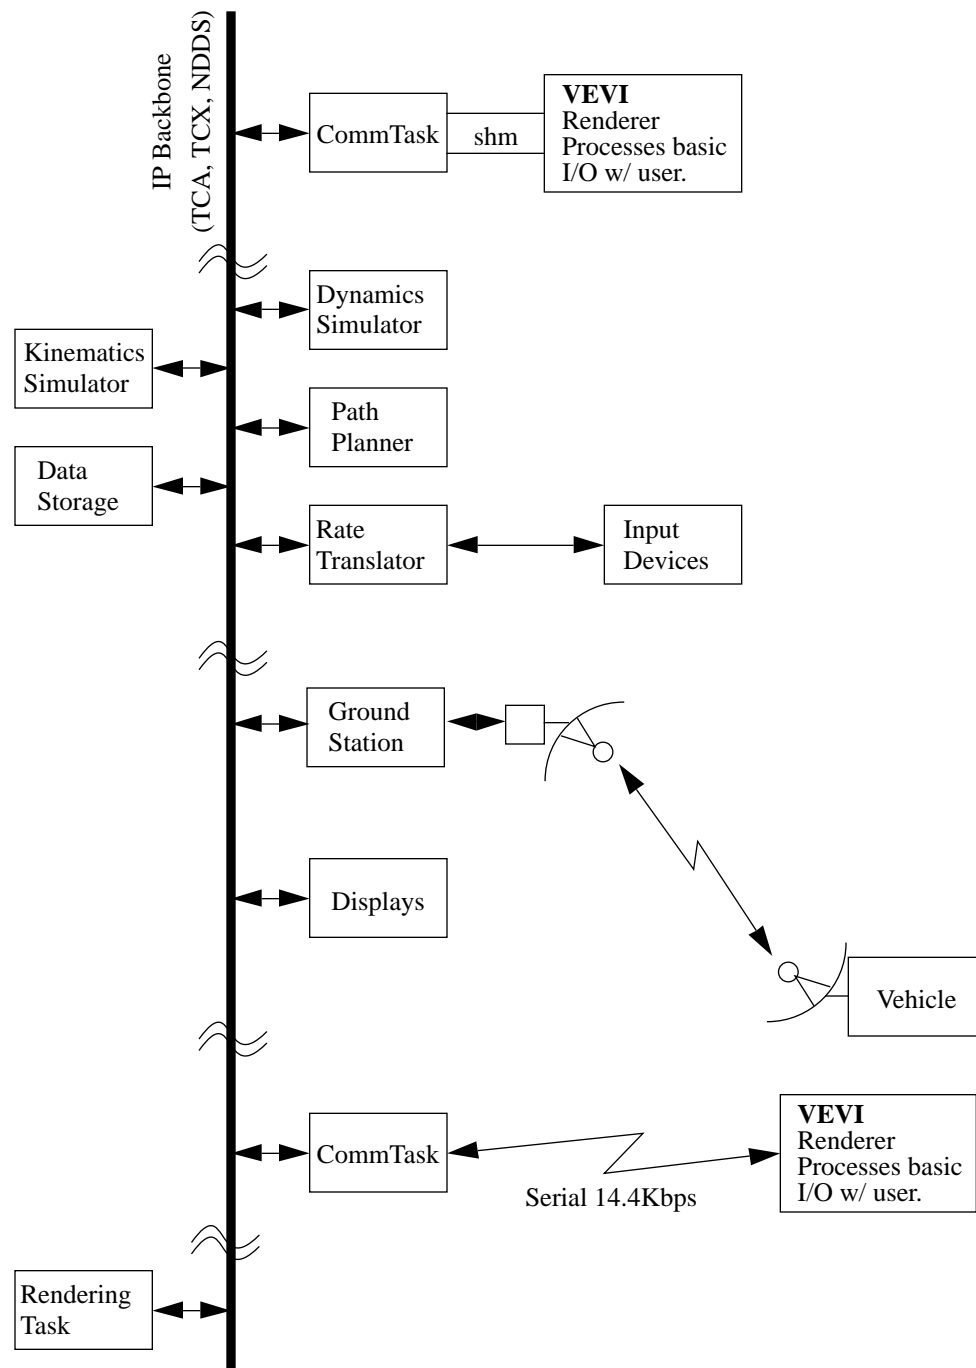 IP Backbone
(TCA, TCX, NDDS)
CommTask
shm
VEVI
Renderer
Processes basic
I/O w/ user.
Dynamics
Simulator
Kinematics
Simulator
Path
Planner
Data
Storage
Rate
Translator
Input
Devices
Ground
Station
Displays
Vehicle
CommTask
Serial 14.4Kbps
VEVI
Renderer
Processes basic
I/O w/ user.
Rendering
Task